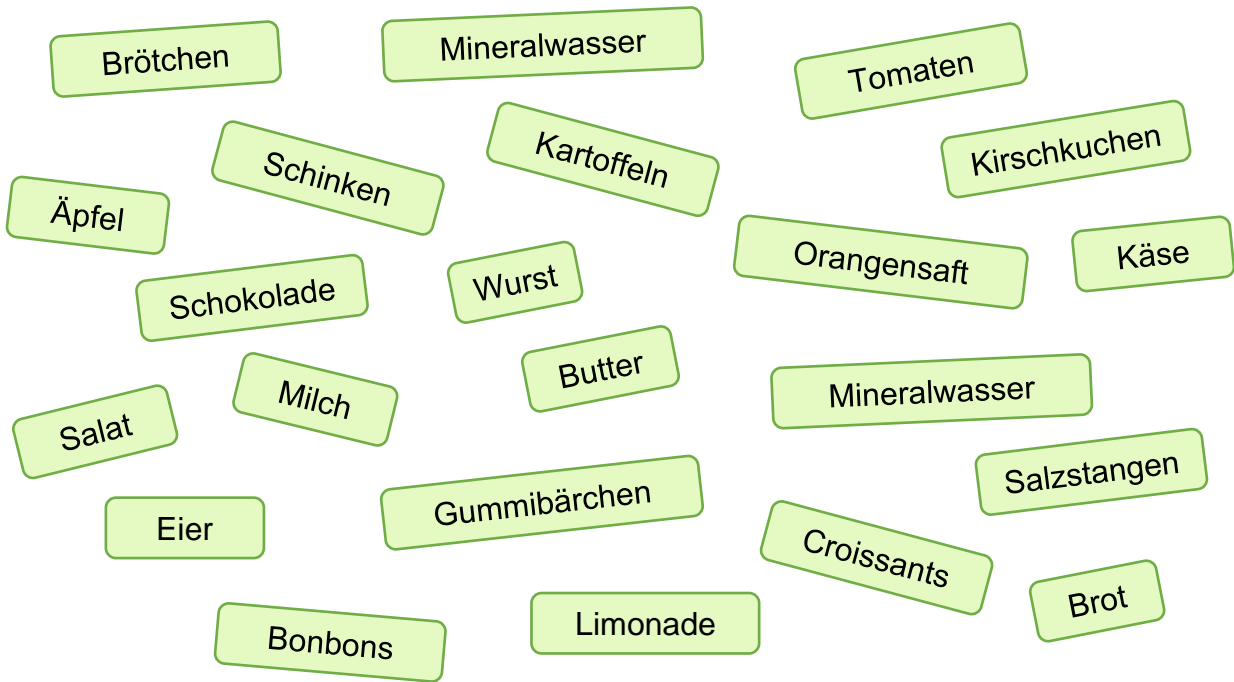 Brötchen
Mineralwasser
Tomaten
Schinken
Kartoffeln
Kirschkuchen
Äpfel
Orangensaft
Käse
Schokolade
Wurst
Butter
Milch
Mineralwasser
Salat
Salzstangen
Gummibärchen
Eier
Croissants
Brot
Bonbons
Limonade